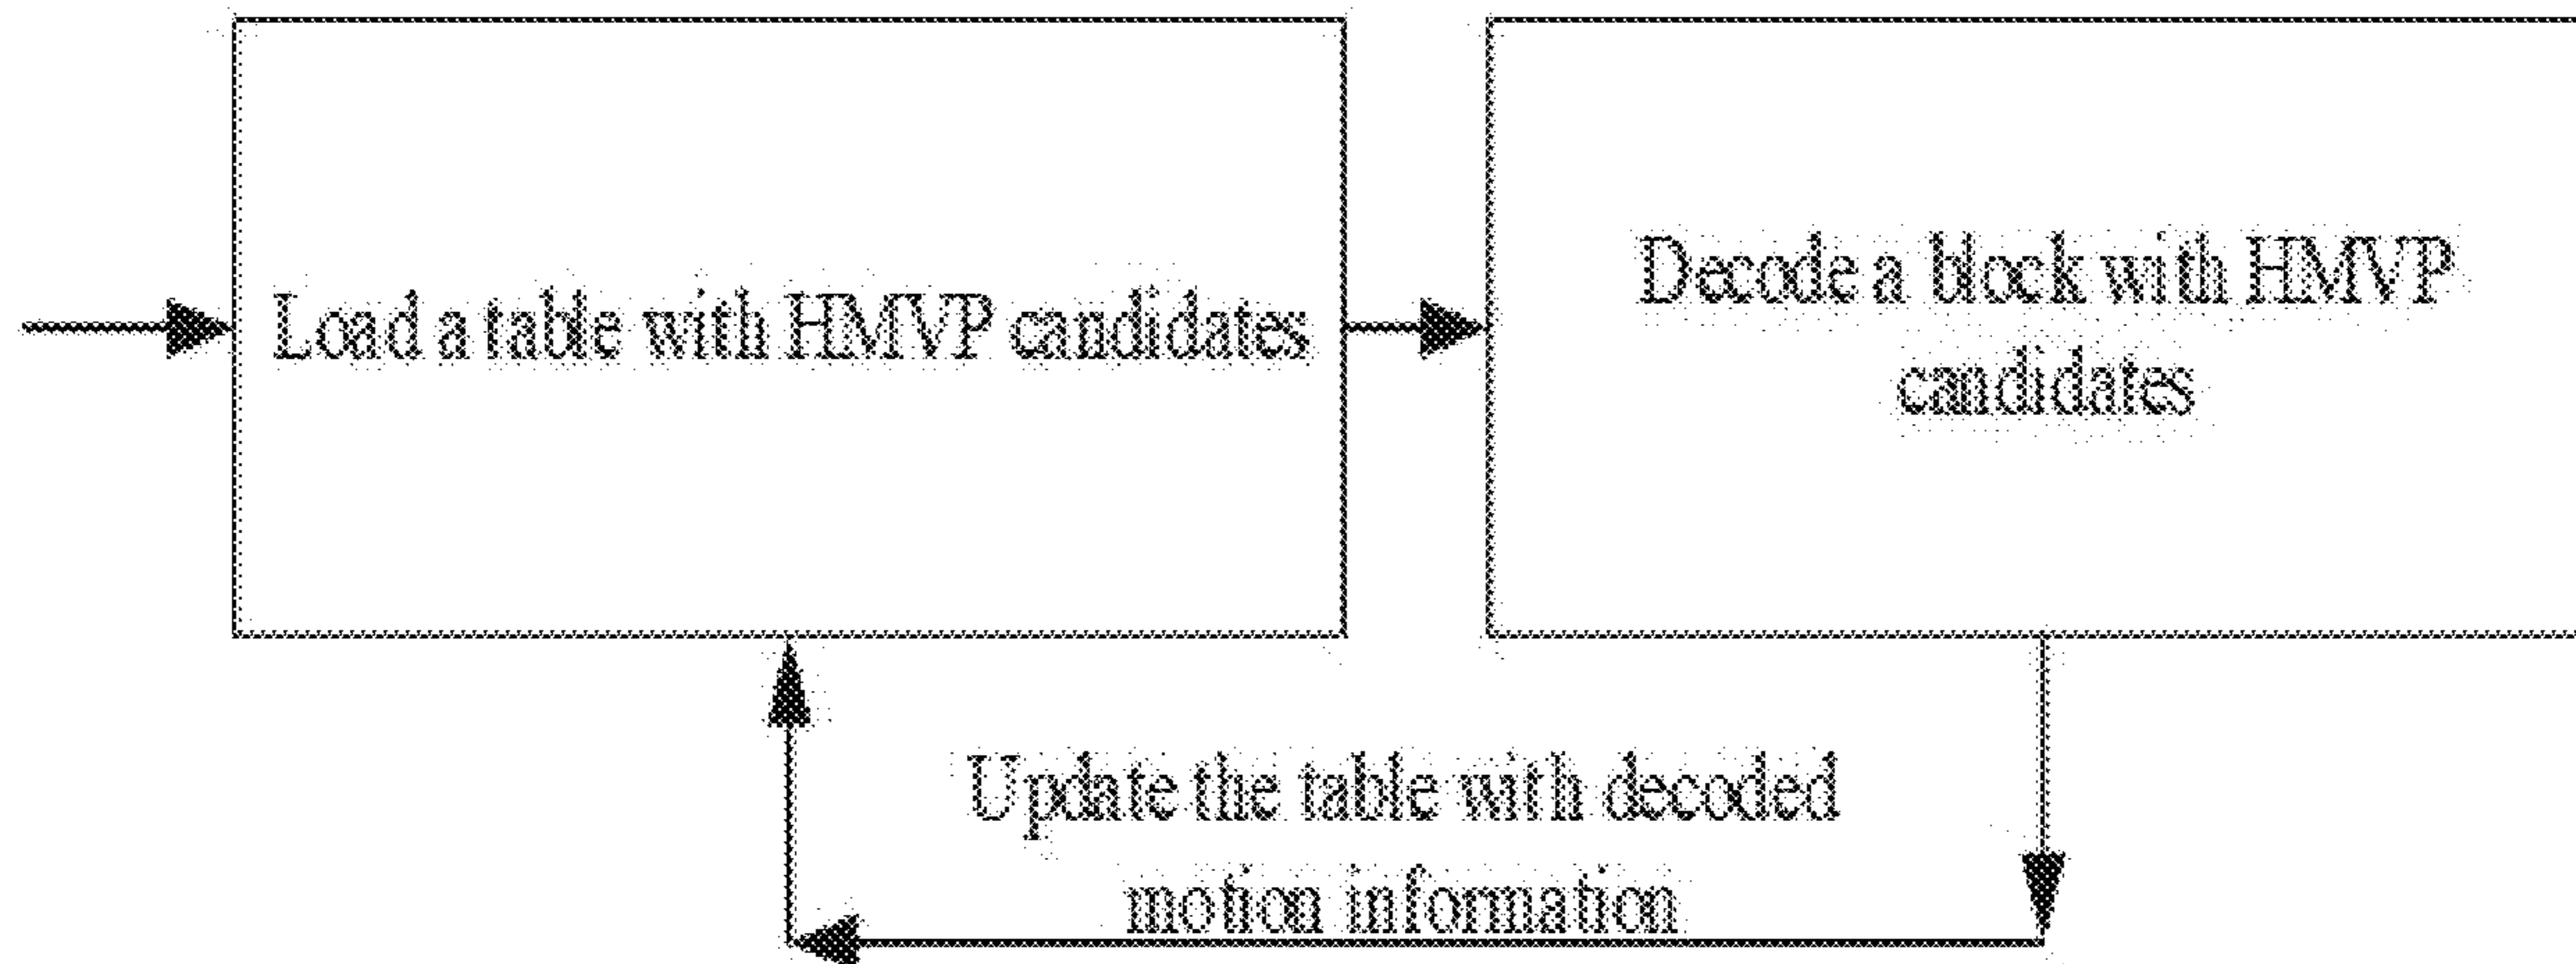 Load a table with HMVP candidates
Decode a block with HMVP
candidates
Update the table with decoded
motion information